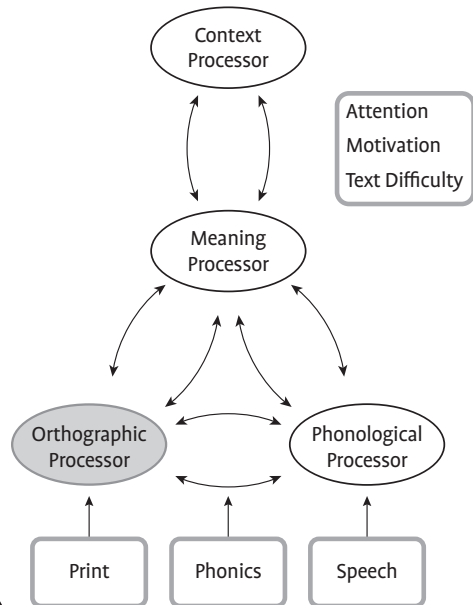 Context
Processor
Attention
Motivation
Text Difficulty
Meaning
Processor
Orthographic
Processor
Phonological
Processor
Print
Phonics
Speech